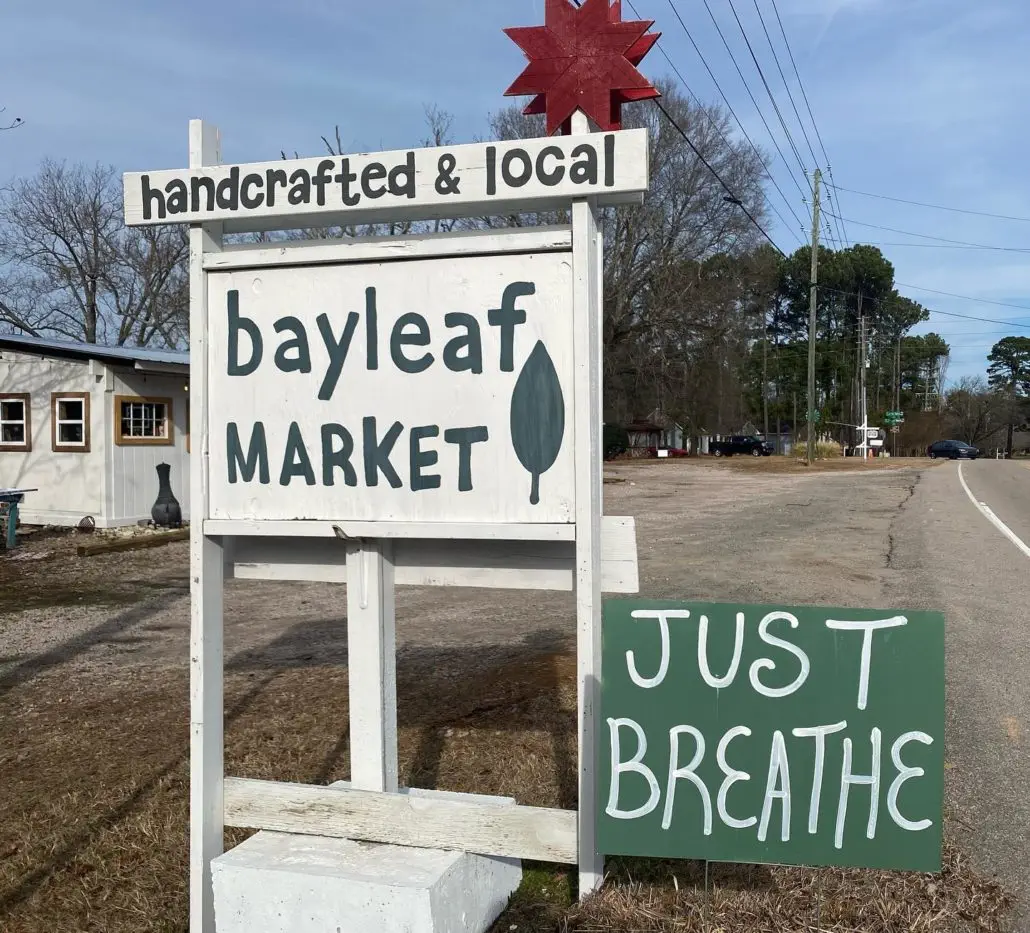 handcrafted & local
bayleaf
MARKET
JUST
BREATHE